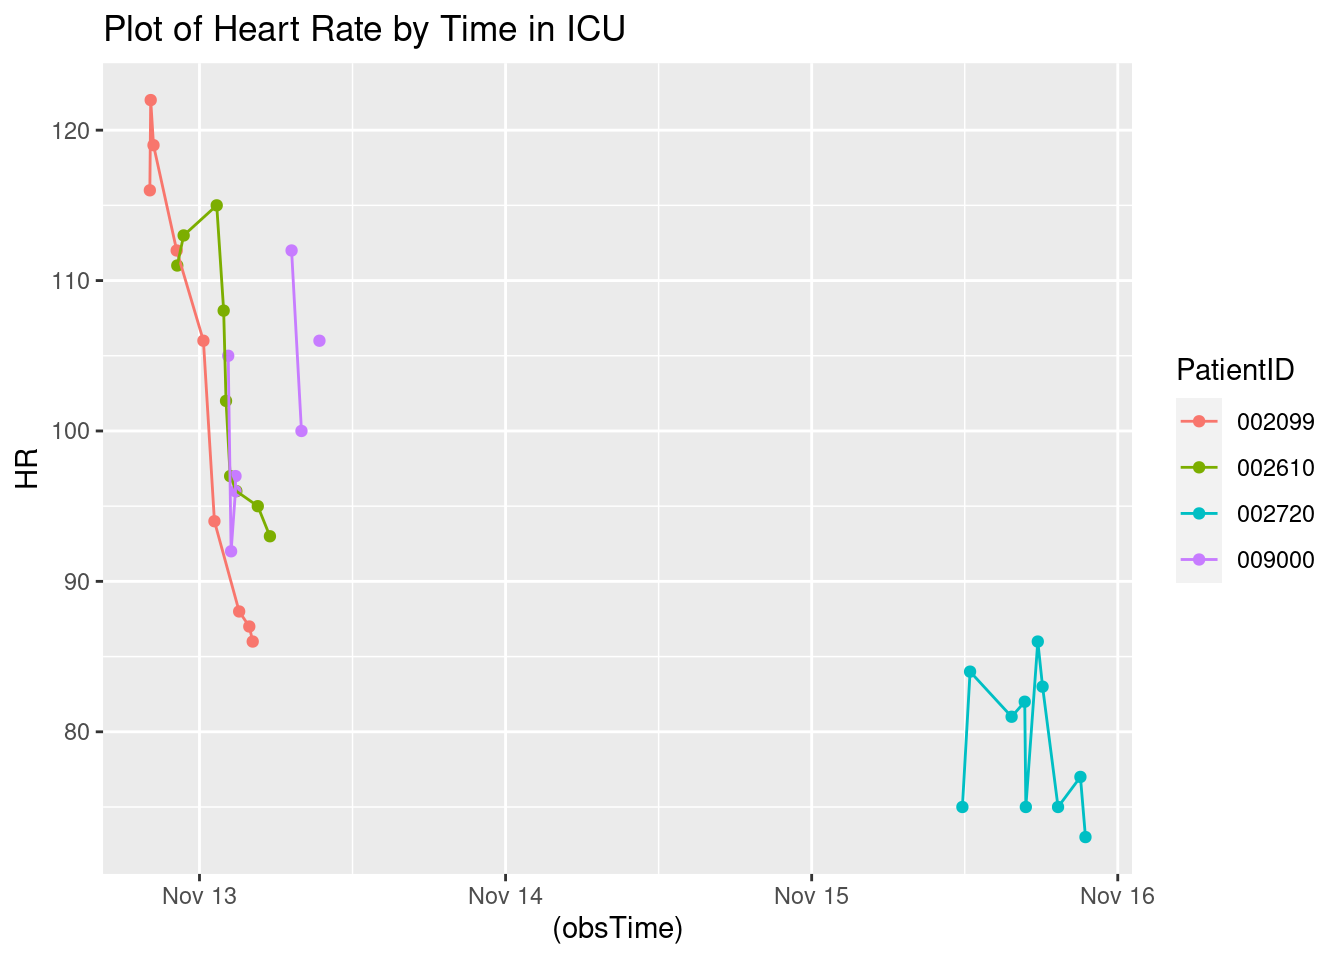 Plot of Heart Rate by Time in ICU
120
110
100
90
80
HR
Nov 13
Nov 14
Nov 15
Nov 16
(obsTime)
PatientID
002099
002610
002720
009000